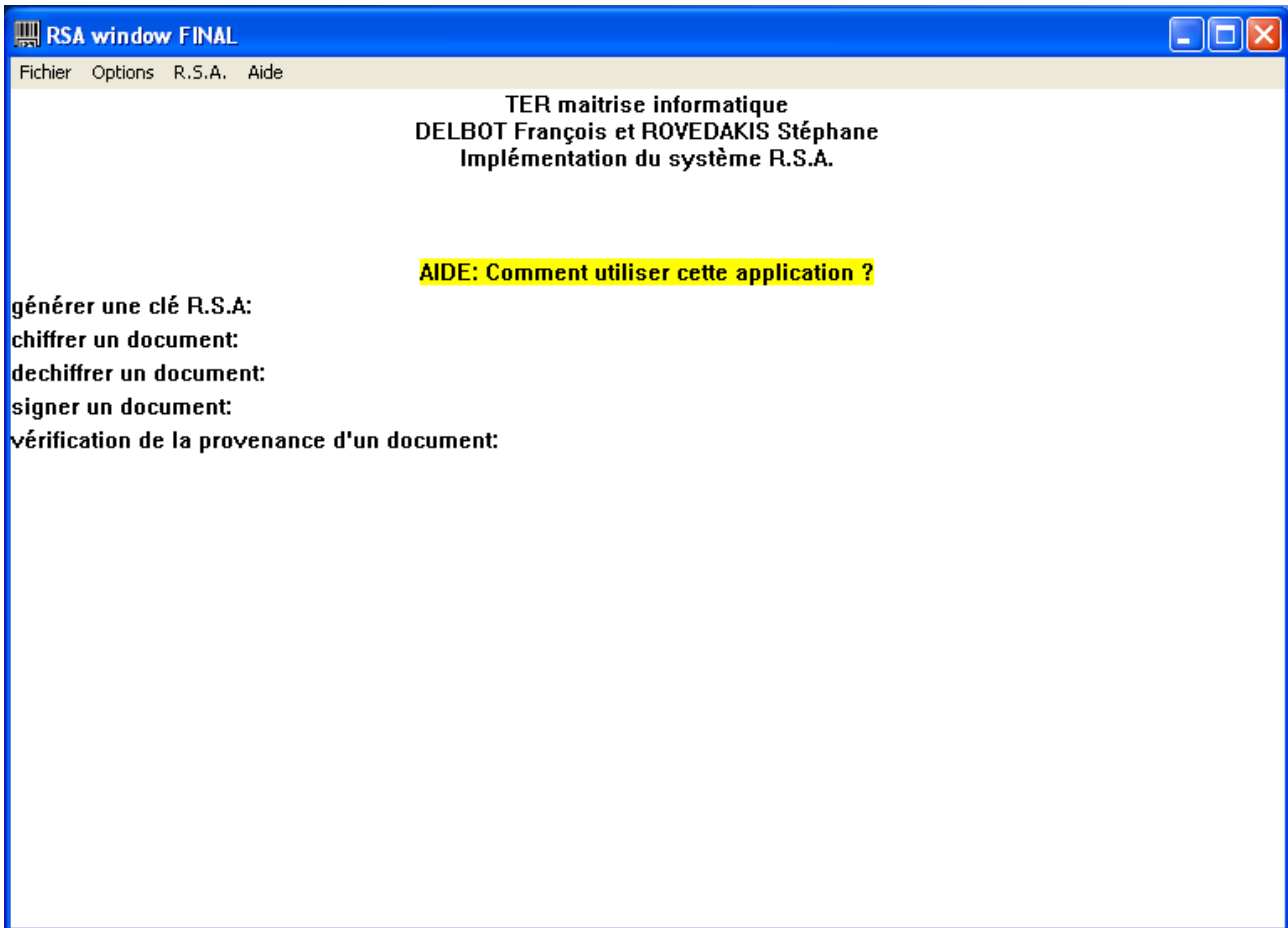 RSA window FINAL
Fichier Options R.S.A. Aide
TER maitrise informatique
DELBOT François et ROVEDAKIS Stéphane
Implémentation du système R.S.A.
AIDE: Comment utiliser cette application ?
générer une clé R.S.A:
chiffrer un document:
dechiffrer un document:
signer un document:
vérification de la provenance d'un document: